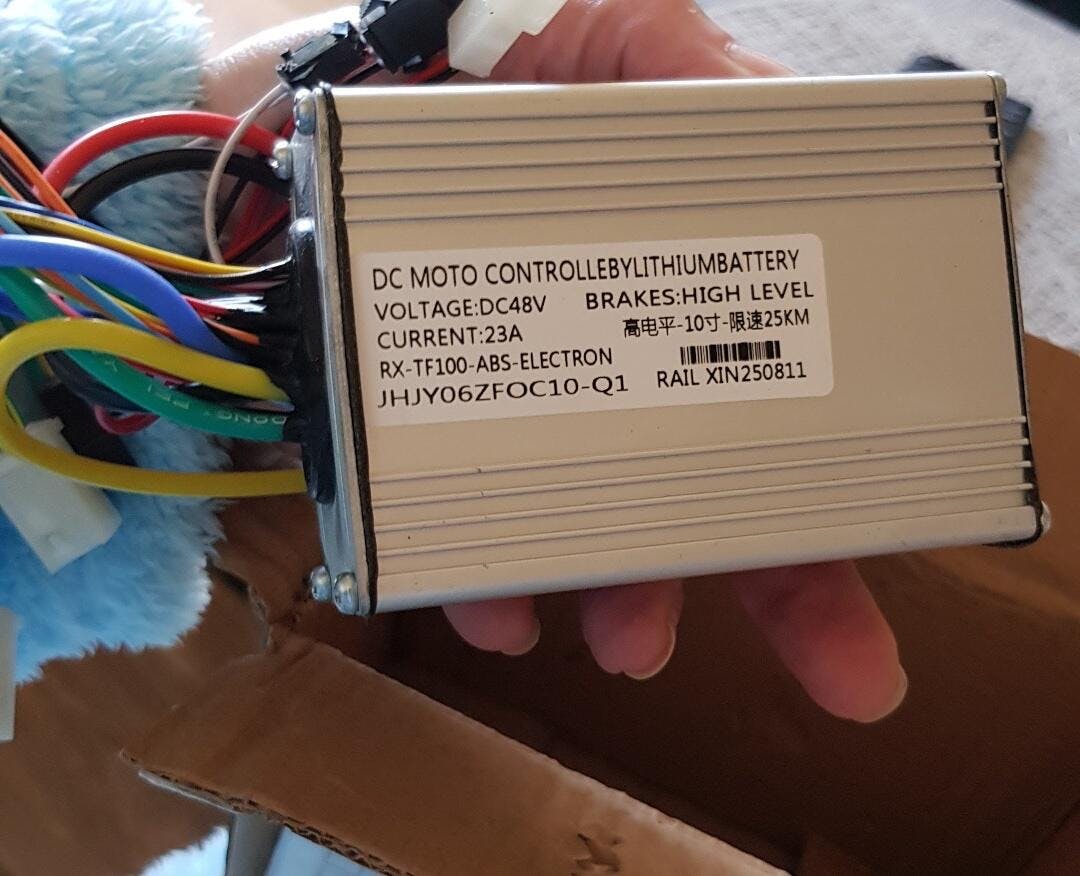 DC MOTO CONTROLLEBYLITHIUMBATTERY
VOLTAGE:DC48V BRAKES:HIGH LEVEL
CURRENT:23A 高电平-10寸-限速25KM
RX-TF100-ABS-ELECTRON
JHJY06ZFOC10-Q1 RAIL XIN250811